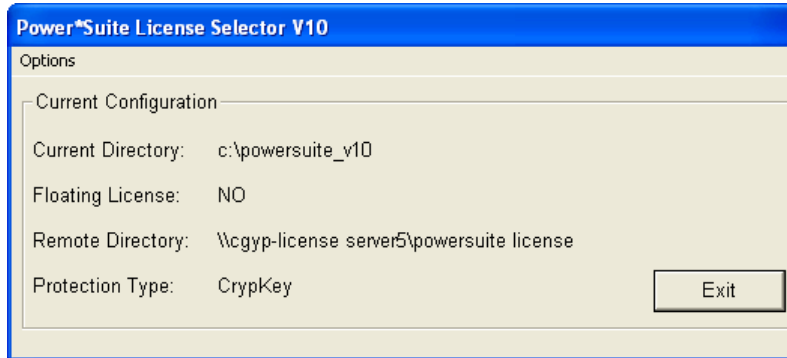 Power*Suite License Selector V10
Options
Current Configuration
Current Directory: c:\powersuite_v10
Floating License: NO
Remote Directory: \\cgyp-license server5\powersuite license
Protection Type: CrypKey
Exit